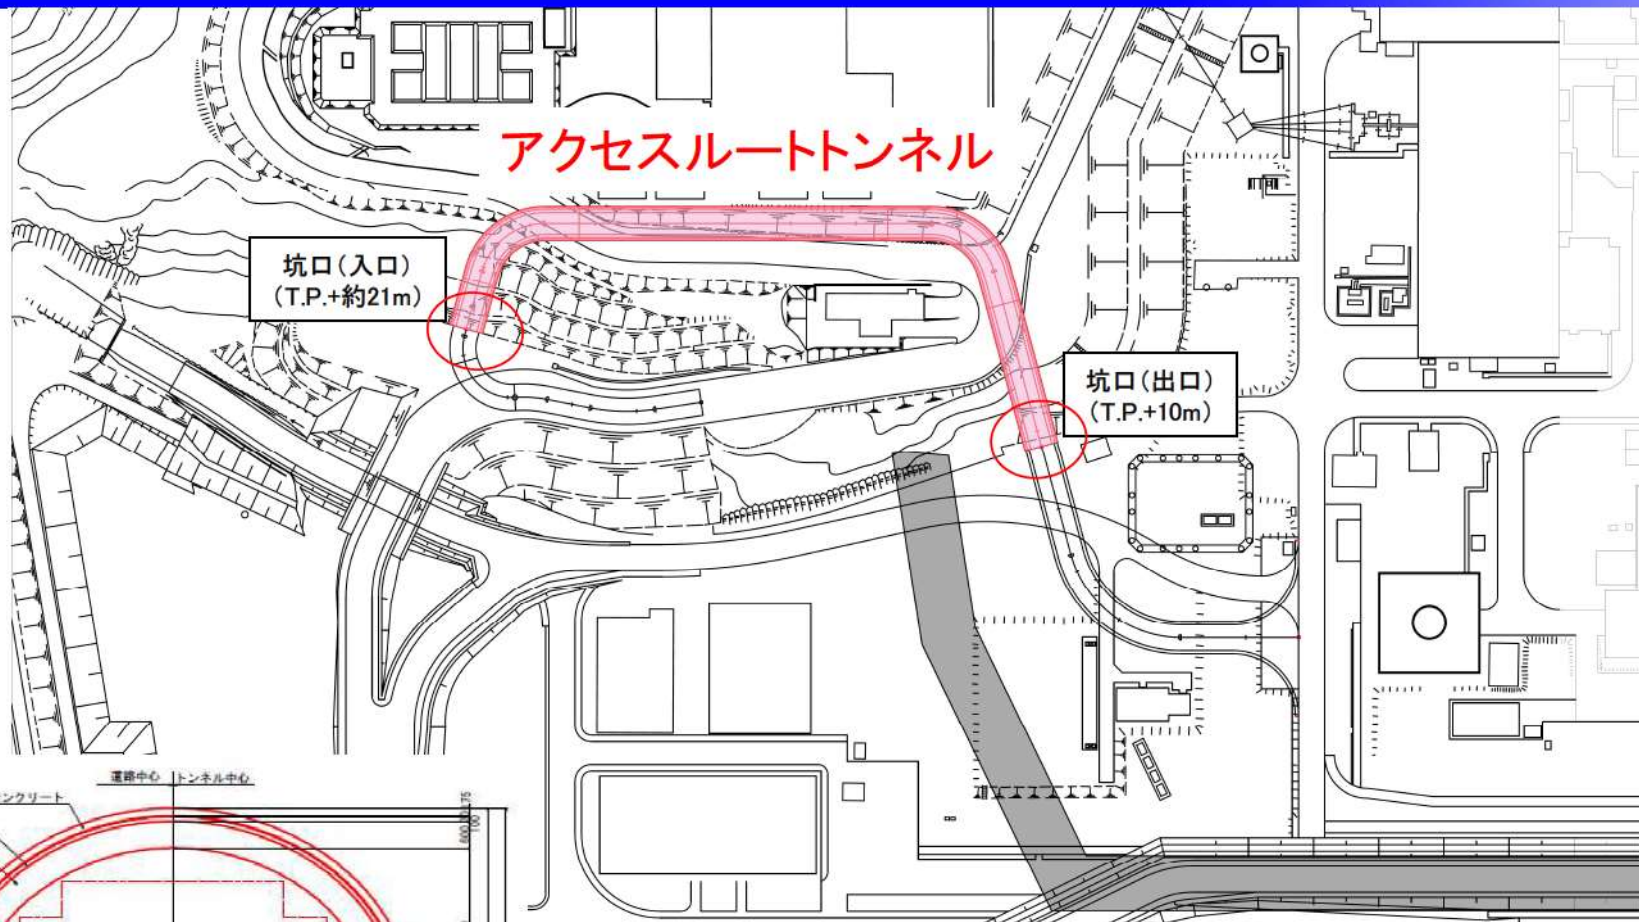 アクセスルートトンネル
坑口(入口)
(T.P.+約21m)
坑口(出口)
(T.P.+10m)
道路中心
トンネル中心
ンクリート